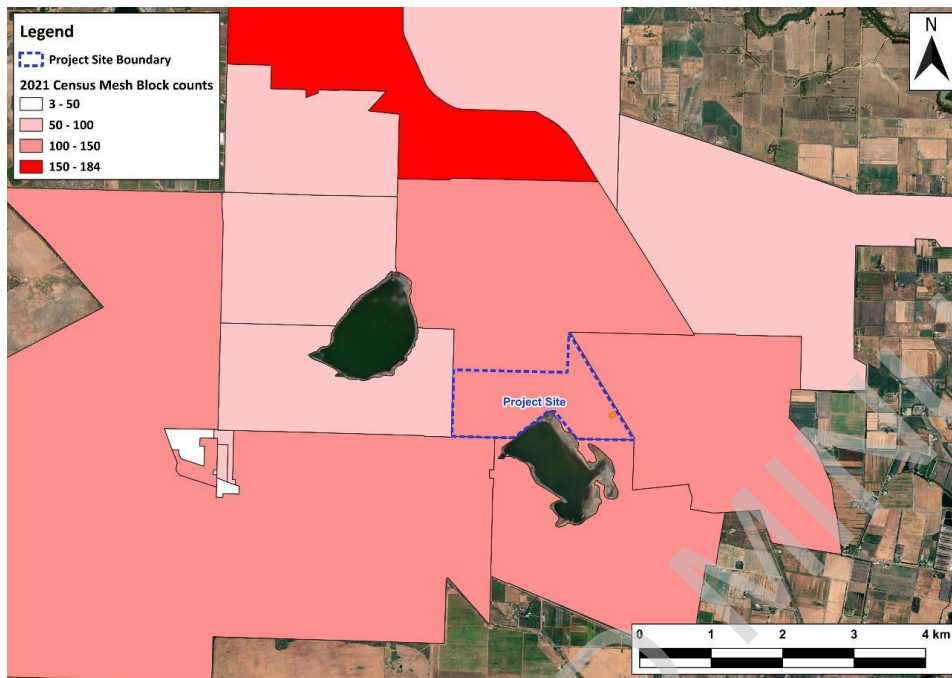 Legend
Project Site Boundary
2021 Census Mesh Block counts
3 - 50
50 - 100
100 - 150
150 - 184
N
Project Site
0 1 2 3 4 km